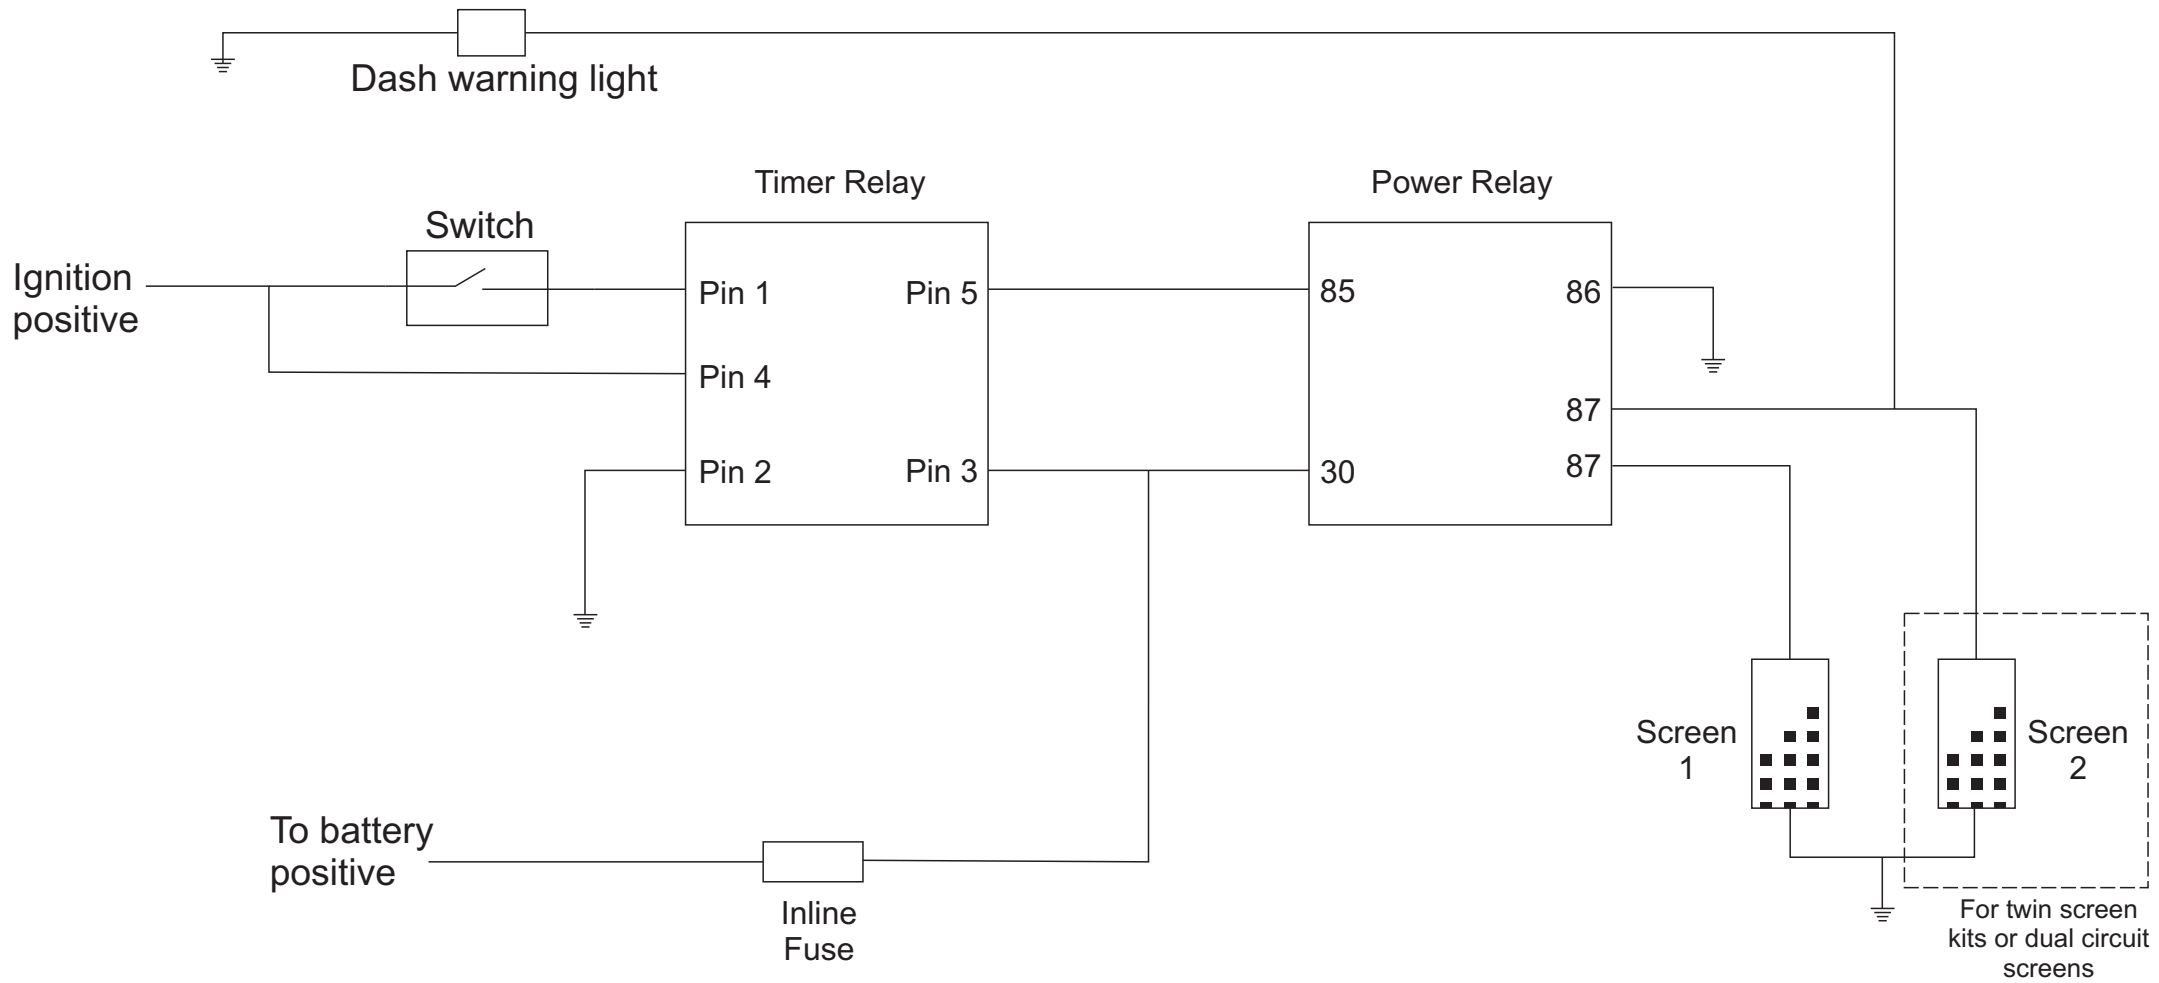 Dash warning light
Timer Relay
Power Relay
Switch
Ignition
positive
Pin 1
Pin 5
85
86
Pin 4
87
Pin 2
Pin 3
30
87
Screen
1
Screen
2
To battery
positive
Inline
Fuse
For twin screen
kits or dual circuit
screens